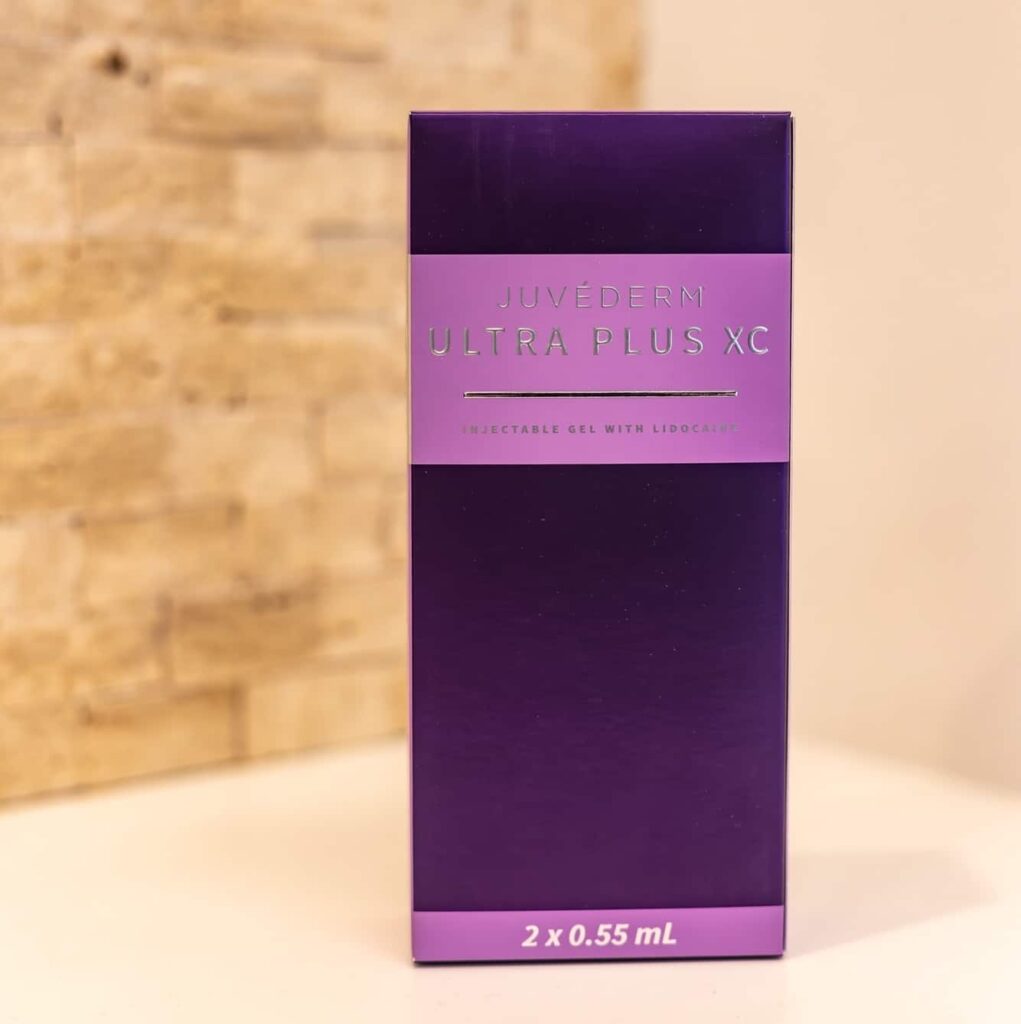 JUVÉDERM
ULTRA PLUS XC
INJECTABLE GEL WITH LIDOCAINE
2 x 0.55 mL